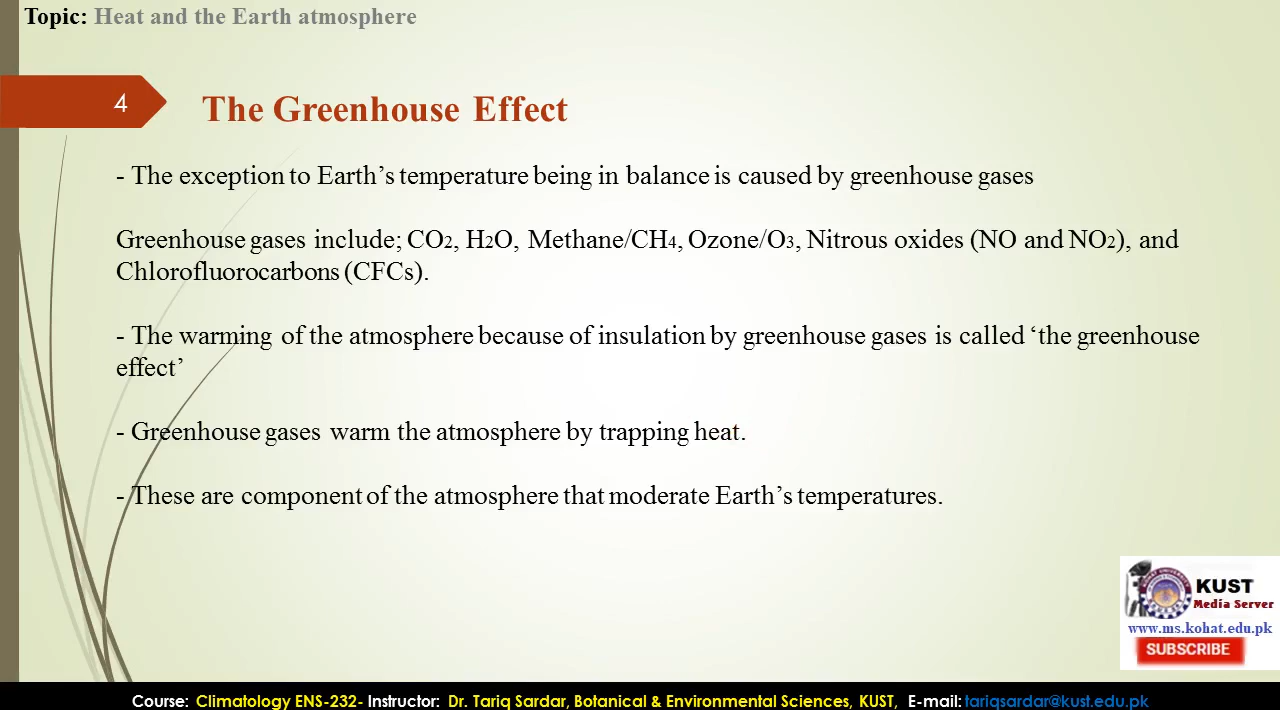 Topic: Heat and the Earth atmosphere
4
The Greenhouse Effect
- The exception to Earth’s temperature being in balance is caused by greenhouse gases
Greenhouse gases include; CO2, H2O, Methane/CH4, Ozone/O3, Nitrous oxides (NO and NO2), and
Chlorofluorocarbons (CFCs).
- The warming of the atmosphere because of insulation by greenhouse gases is called ‘the greenhouse
effect’
- Greenhouse gases warm the atmosphere by trapping heat.
- These are component of the atmosphere that moderate Earth’s temperatures.
KUST
Media Server
www.ms.kohat.edu.pk
SUBSCRIBE
Course: Climatology ENS-232- Instructor: Dr. Tariq Sardar, Botanical & Environmental Sciences, KUST, E-mail: tariqsardar@kust.edu.pk